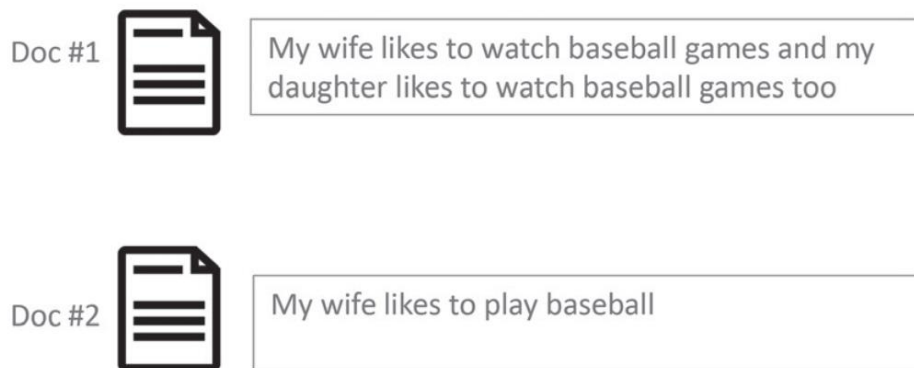 Doc #1
My wife likes to watch baseball games and my
daughter likes to watch baseball games too
Doc #2
My wife likes to play baseball